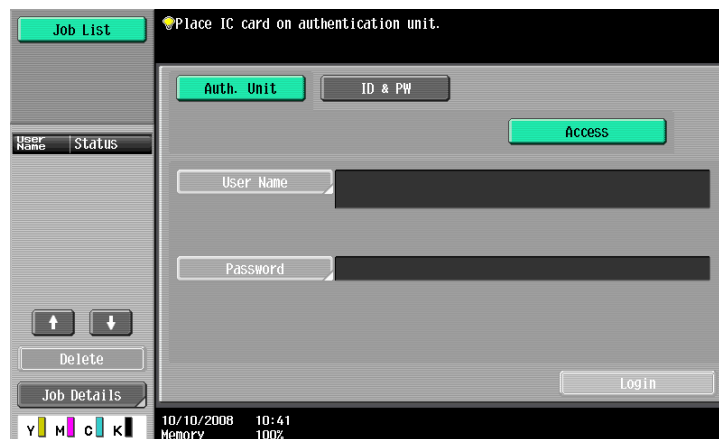 Job List
Place IC card on authentication unit.
Auth. Unit
ID & PW
Access
User Name
Status
User Name
Password
Delete
Login
Job Details
Y M C K
10/10/2008 10:41
Memory 100%